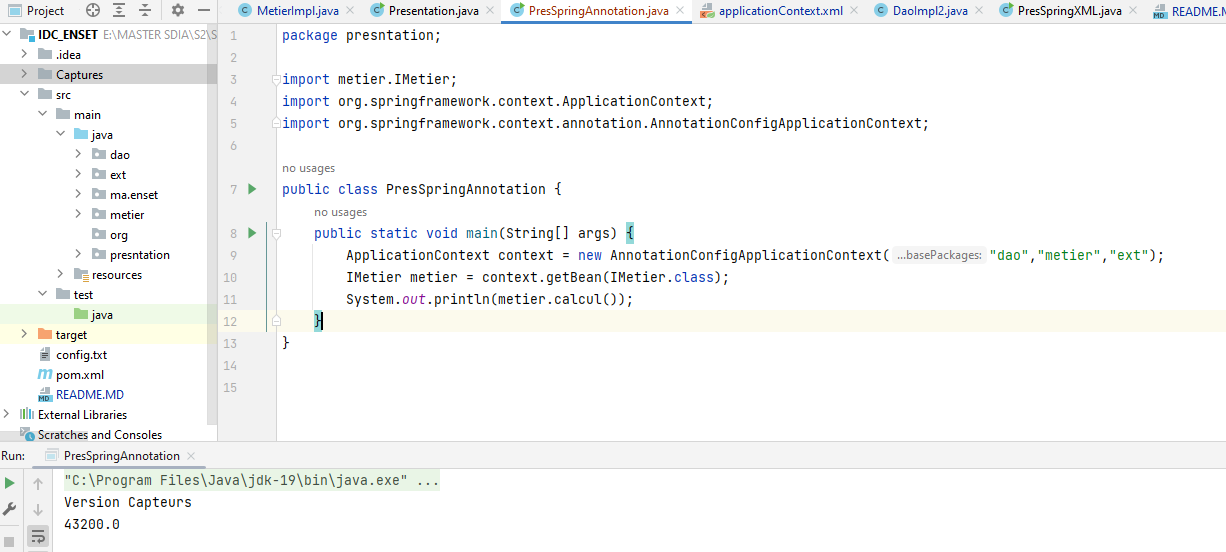 Project
MetierImpl.java
Presentation.java
PresSpringAnnotation.java
applicationContext.xml
DaoImpl2.java
PresSpringXML.java
README.M
IDC_ENSET E:\MASTER SDIA\S2\S
.idea
Captures
src
main
java
dao
ext
ma.enset
metier
org
presntation
resources
test
java
target
config.txt
pom.xml
README.MD
External Libraries
Scratches and Consoles
1 package presntation;
2
3 import metier.IMetier;
4 import org.springframework.context.ApplicationContext;
5 import org.springframework.context.annotation.AnnotationConfigApplicationContext;
6
no usages
7 public class PresSpringAnnotation {
no usages
8 public static void main(String[] args) {
9 ApplicationContext context = new AnnotationConfigApplicationContext( ...basePackages: "dao","metier","ext");
10 IMetier metier = context.getBean(IMetier.class);
11 System.out.println(metier.calcul());
12 }
13 }
14
15
Run: PresSpringAnnotation
"C:\Program Files\Java\jdk-19\bin\java.exe" ...
Version Capteurs
43200.0